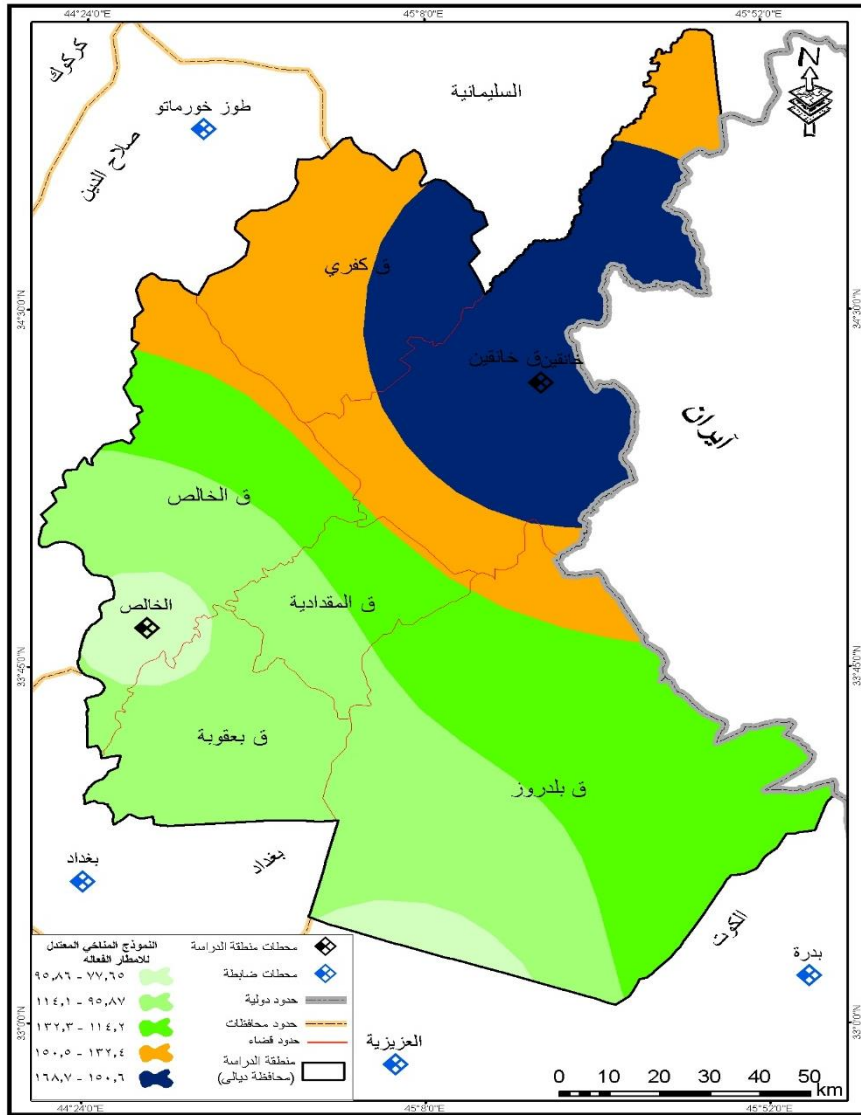 44°24'0"E 45°8'0"E 45°52'0"E
كركوك
السليمانية
N
طوز خورماتو
صلاح الدين
ق كفري
34°30'0"N 34°30'0"N
خانقين
ق خانقين
آيران
ق الخالص
الخالص
ق المقدادية
33°45'0"N 33°45'0"N
ق بعقوبة
ق بلدروز
بغداد
بغداد
الكوت
بدرة
العزيزية
33°0'0"N 33°0'0"N
النموذج المناخي المعتدل
للامطار الفعاله
٧٧,٦٥ - ٩٥,٨٦
٩٥,٨٧ - ١١٤,١
١١٤,٢ - ١٣٢,٣
١٣٢,٤ - ١٥٠,٥
١٥٠,٦ - ١٦٨,٧
محطات منطقة الدراسة
محطات ضابطة
حدود دولية
حدود محافظات
حدود قضاء
منطقة الدراسة
(محافظة ديالى)
0 10 20 30 40 50
km
44°24'0"E 45°8'0"E 45°52'0"E